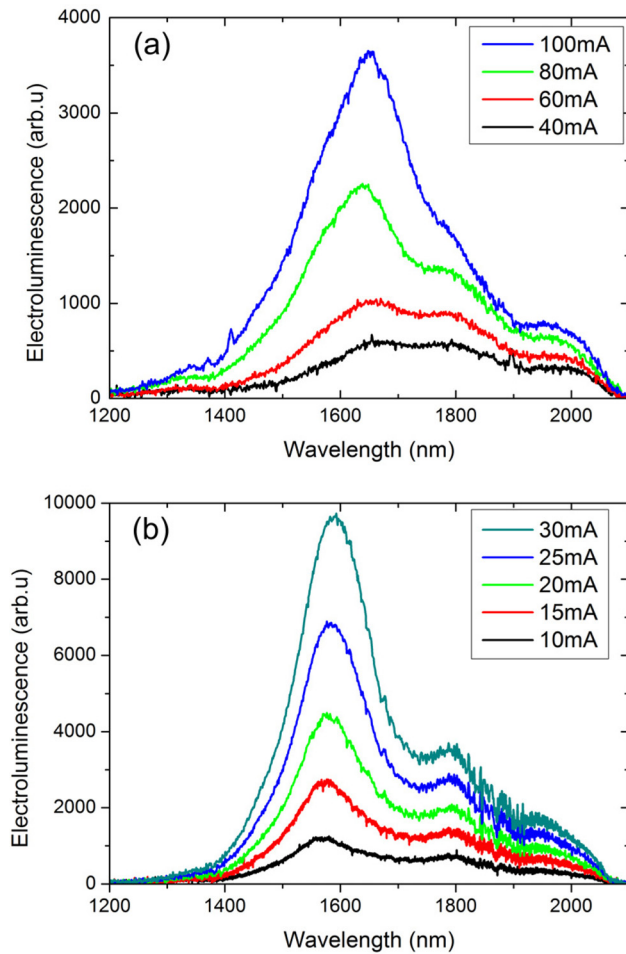 (a)
100mA
80mA
60mA
40mA
4000
3000
2000
1000
0
Electroluminescence (arb.u)
1200 1400 1600 1800 2000
Wavelength (nm)
(b)
30mA
25mA
20mA
15mA
10mA
10000
8000
6000
4000
2000
0
Electroluminescence (arb.u)
1200 1400 1600 1800 2000
Wavelength (nm)